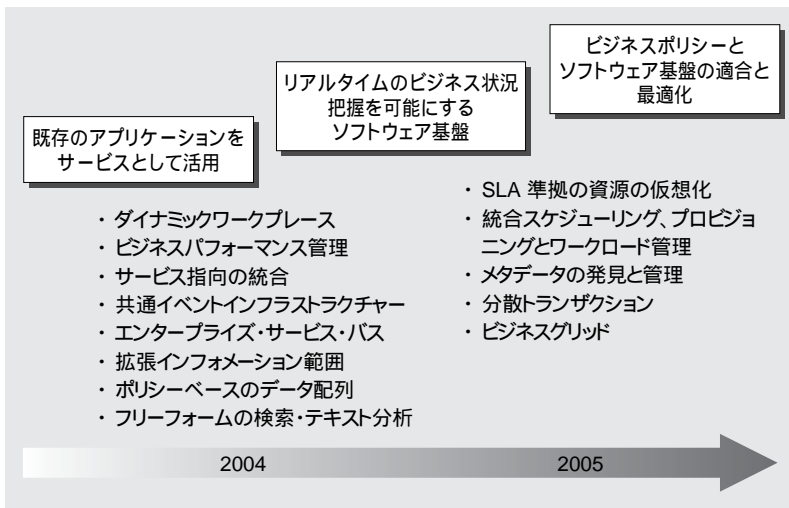 既存のアプリケーションを
サービスとして活用
リアルタイムのビジネス状況
把握を可能にする
ソフトウェア基盤
ビジネスポリシーと
ソフトウェア基盤の適合と
最適化
・ ダイナミックワークプレース
・ ビジネスパフォーマンス管理
・ サービス指向の統合
・ 共通イベントインフラストラクチャー
・ エンタープライズ・サービス・バス
・ 拡張インフォメーション範囲
・ ポリシーベースのデータ配列
・ フリーフォームの検索・テキスト分析
・ SLA 準拠の資源の仮想化
・ 統合スケジューリング、プロビジョ
ニングとワークロード管理
・ メタデータの発見と管理
・ 分散トランザクション
・ ビジネスグリッド
2004
2005